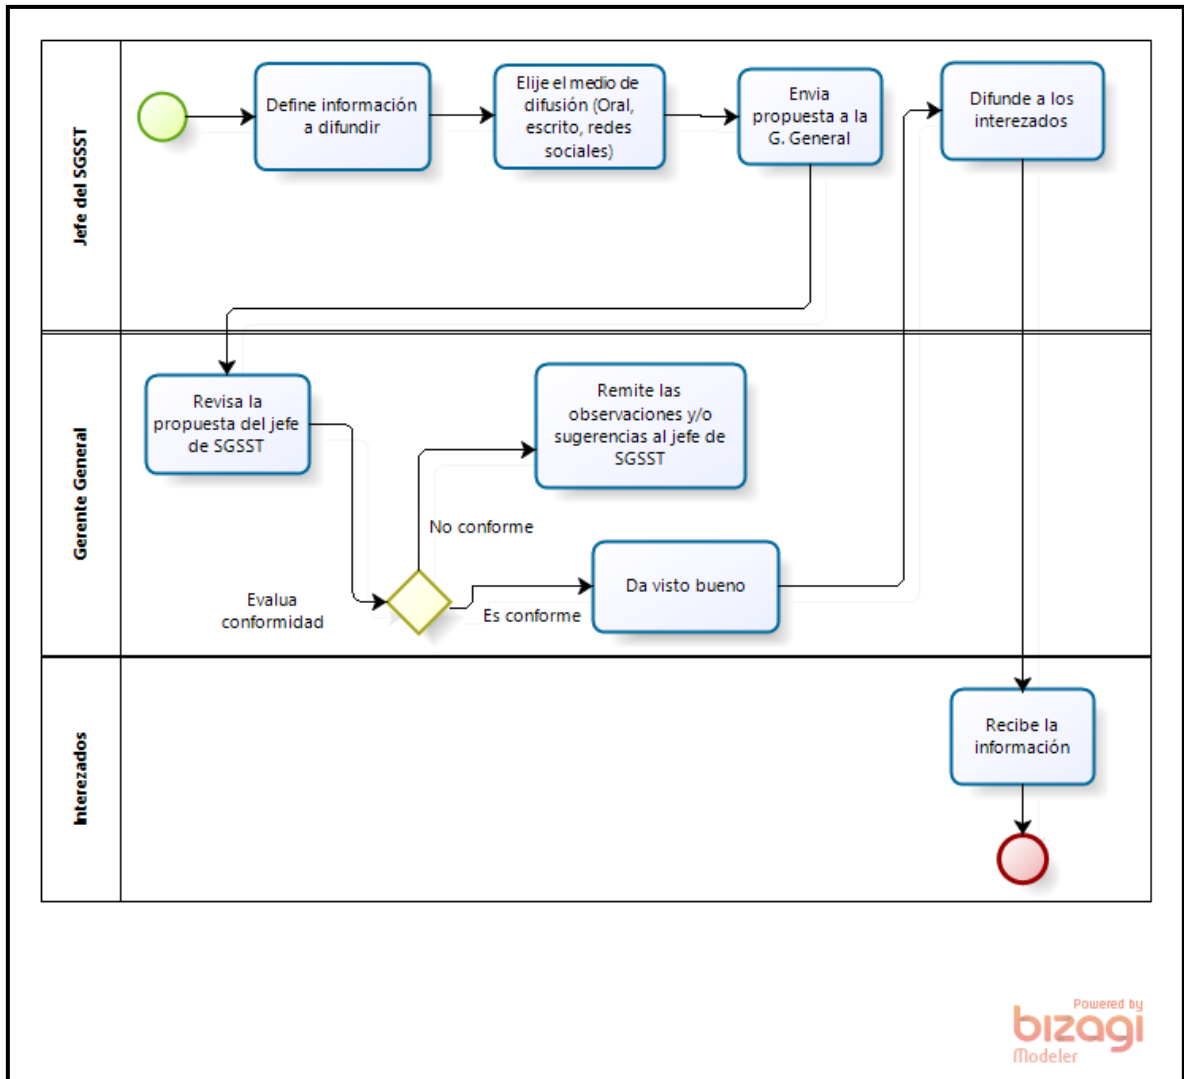 Jefe del SGSST
Define información
a difundir
Elije el medio de
difusión (Oral,
escrito, redes
sociales)
Envia
propuesta a la
G. General
Difunde a los
interezados
Gerente General
Revisa la
propuesta del jefe
de SGSST
Remite las
observaciones y/o
sugerencias al jefe de
SGSST
No conforme
Evalua
conformidad
Es conforme
Da visto bueno
Interezados
Recibe la
información
Powered by
bizagi
Modeler